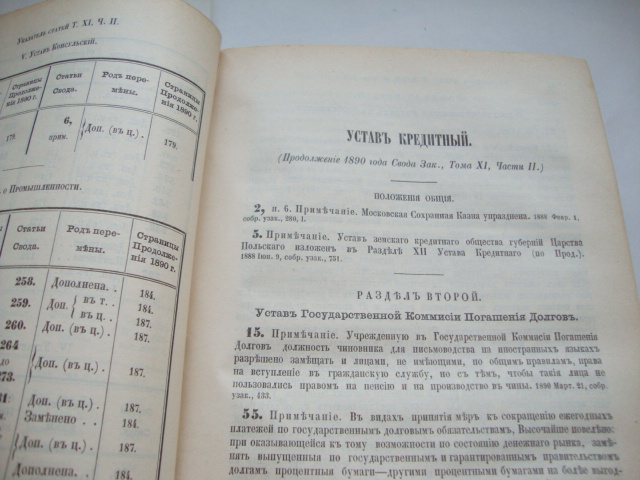 Указатель статей Т. XI, Ч. II.
V. Уставъ Консульскій.
Страницы Продолженія 1890 г.
Статьи Свода.
Родъ перемѣны.
Страницы Продолженія 1890 г.
178
6, прим.
Доп. (въ ц.) .
179.
о Промышленности.
Статьи Свода.
Родъ перемѣны.
Страницы Продолженія 1890 г.
258. Дополнена. . 184.
259. Доп. въ т. . въ ц. . 184. 187.
260. Доп. (въ ц.) . 187.
264
до
273.
Доп. (въ ц.) . 187.
Доп. (въ ц.) . 187.
Замѣнено . . 184.
Доп. (въ ц.) . 187.
Дополнена . . 184.
УСТАВЪ КРЕДИТНЫЙ.
(Продолженіе 1890 года Свода Зак., Тома XI, Части II.)
ПОЛОЖЕНІЯ ОБЩІЯ.
2, п. 6. Примѣчаніе. Московская Сохранная Казна упразднена. 1888 Февр. 1,
собр. узак., 280, I.
5. Примѣчаніе. Уставъ земскаго кредитнаго общества губерній Царства
Польскаго изложенъ въ Раздѣлѣ XII Устава Кредитнаго (по Прод.).
1888 Іюн. 9, собр. узак., 751.
РАЗДѢЛЪ ВТОРОЙ.
Уставъ Государственной Коммисіи Погашенія Долговъ.
15. Примѣчаніе. Учрежденную въ Государственной Коммисіи Погашенія
Долговъ должность чиновника для письмоводства на иностранныхъ языкахъ
разрѣшено замѣщать и лицами, не имѣющими, по общимъ правиламъ, права
на вступленіе въ гражданскую службу, но съ тѣмъ, чтобы такія лица не
пользовались правомъ на пенсію и на производство въ чины. 1890 Март. 21, собр.
узак., 433.
55. Примѣчаніе. Въ видахъ принятія мѣръ къ сокращенію ежегодныхъ
платежей по государственнымъ долговымъ обязательствамъ, Высочайше повелѣно:
при оказывающейся къ тому возможности по состоянію денежнаго рынка, замѣ-
нять выпущенныя по государственнымъ и гарантированнымъ правительствомъ
долгамъ процентныя бумаги—другими процентными бумагами на болѣе выгод-